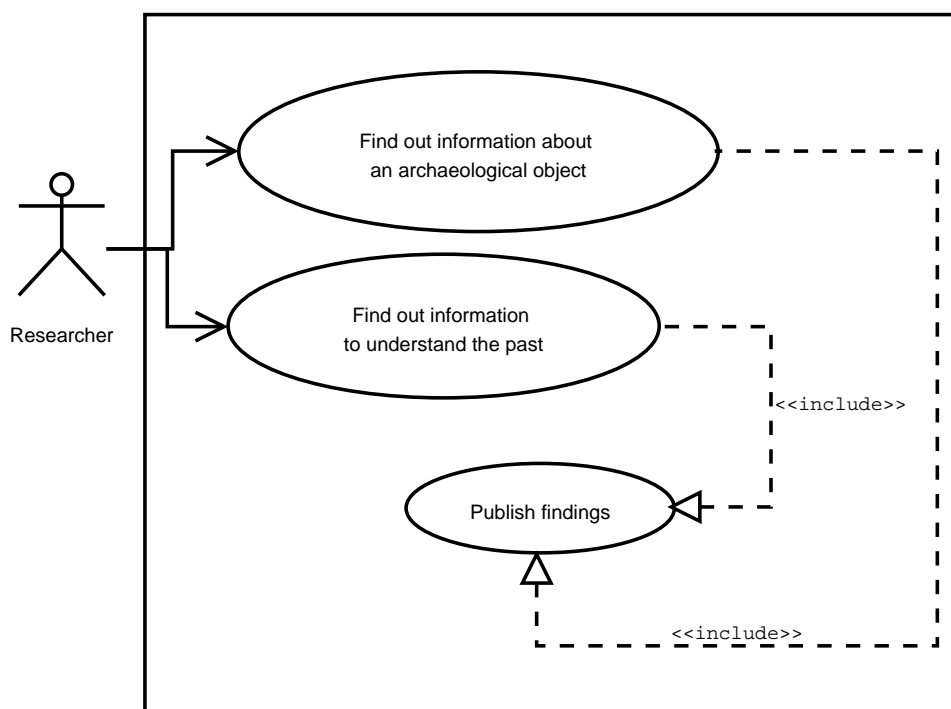 Find out information about
an archaeological object
Researcher
Find out information
to understand the past
<<include>>
Publish findings
<<include>>